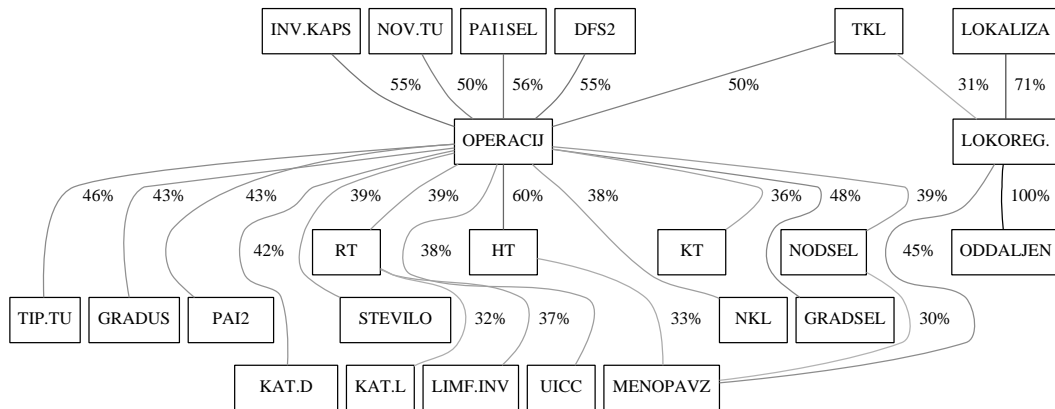 INV.KAPS NOV.TU PAI1SEL DFS2 TKL LOKALIZA
55% 50% 56% 55% 50% 31% 71%
OPERACIJ LOKOREG.
46% 43% 43% 39% 39% 60% 38% 36% 48% 39% 100%
42% RT 38% HT KT NODSEL 45% ODDALJEN
TIP.TU GRADUS PAI2 STEVILO 32% 37% 33% NKL GRADSEL 30%
KAT.D KAT.L LIMF.INV UICC MENOPAVZ